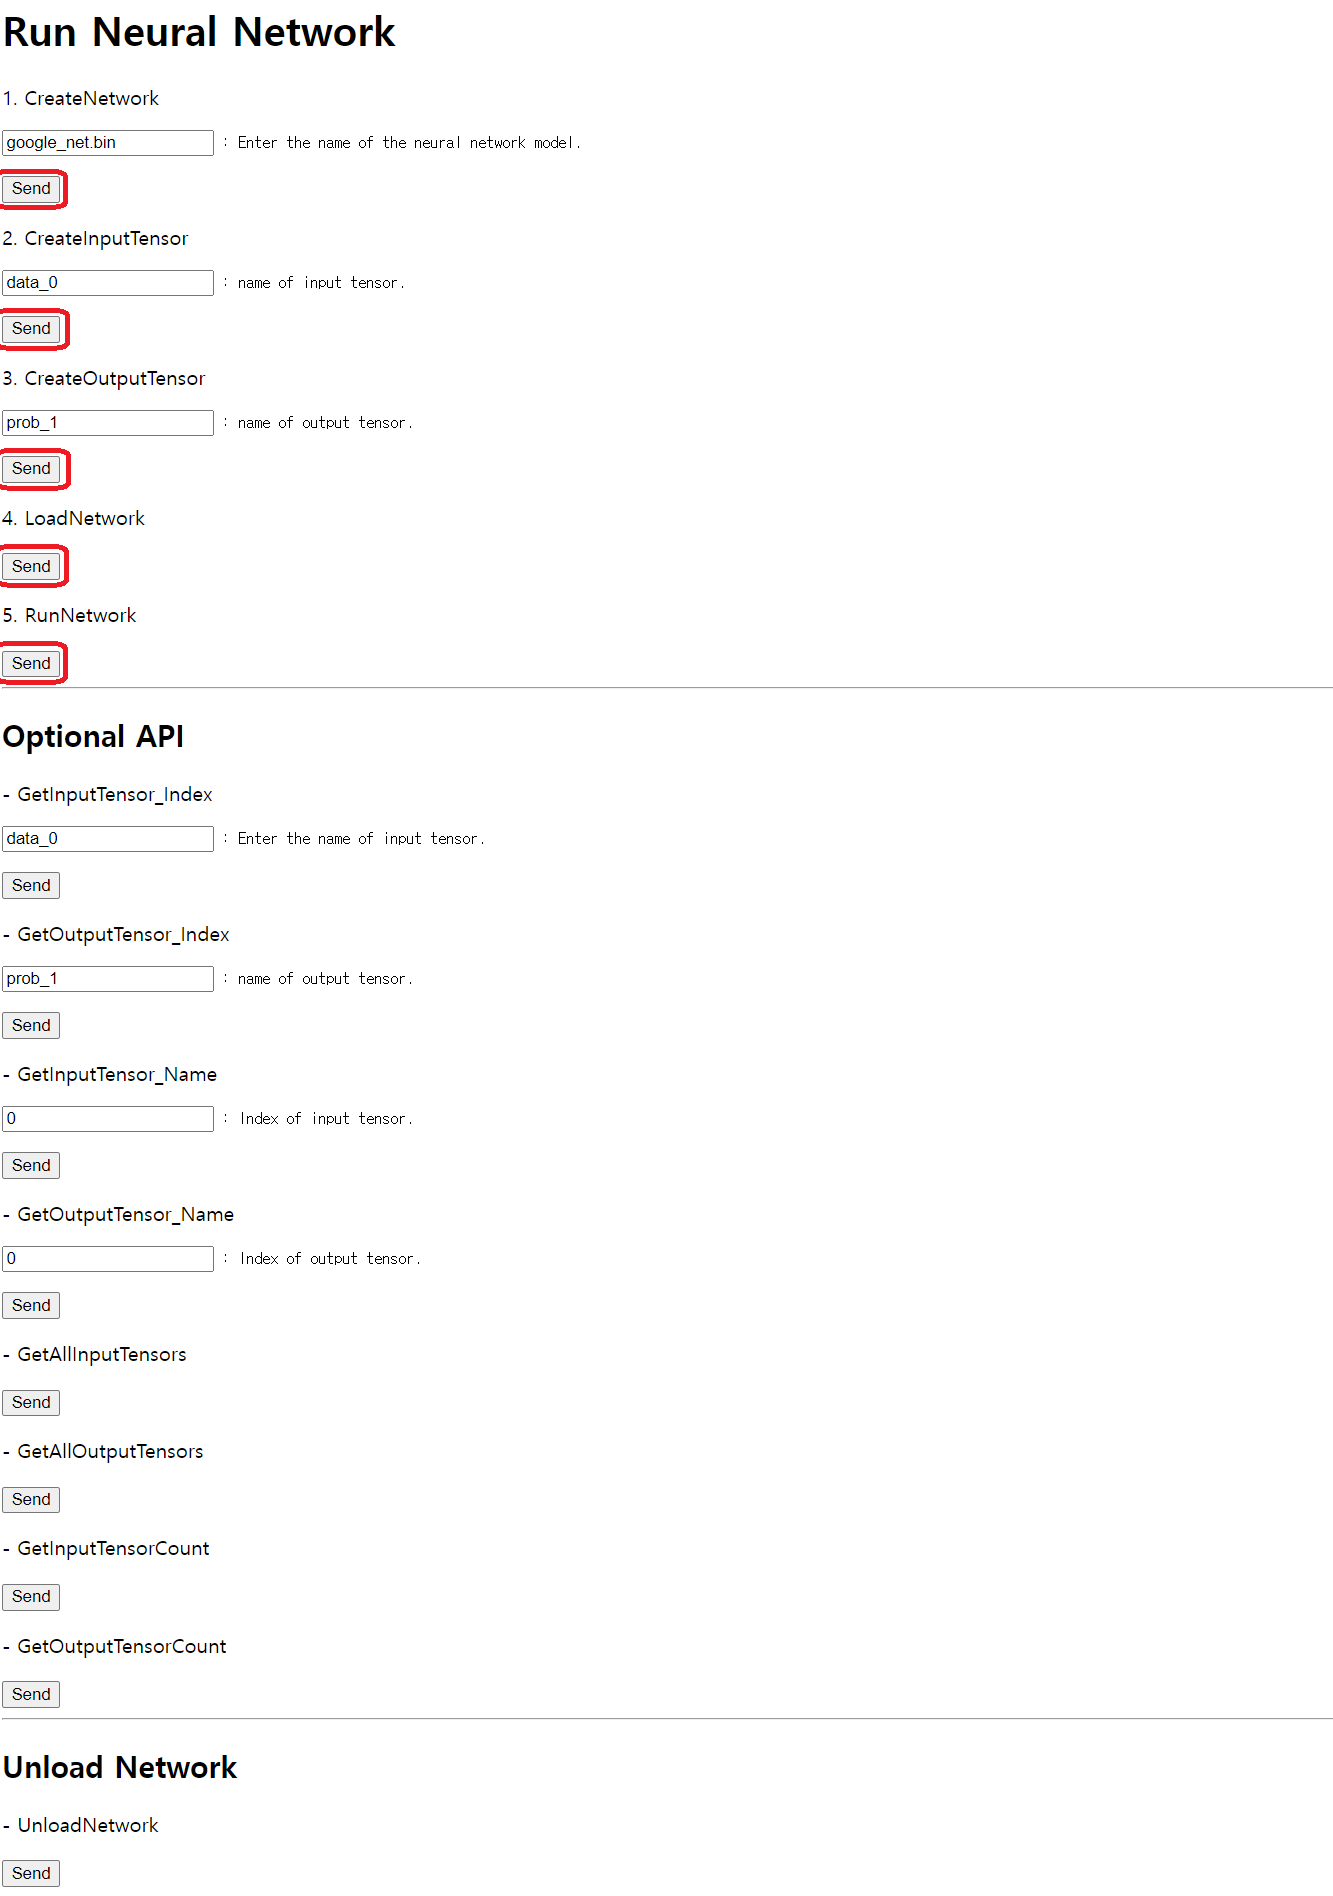 Run Neural Network
1. CreateNetwork
google_net.bin : Enter the name of the neural network model.
Send
2. CreateInputTensor
data_0 : name of input tensor.
Send
3. CreateOutputTensor
prob_1 : name of output tensor.
Send
4. LoadNetwork
Send
5. RunNetwork
Send
Optional API
- GetInputTensor_Index
data_0 : Enter the name of input tensor.
Send
- GetOutputTensor_Index
prob_1 : name of output tensor.
Send
- GetInputTensor_Name
0 : Index of input tensor.
Send
- GetOutputTensor_Name
0 : Index of output tensor.
Send
- GetAllInputTensors
Send
- GetAllOutputTensors
Send
- GetInputTensorCount
Send
- GetOutputTensorCount
Send
Unload Network
- UnloadNetwork
Send